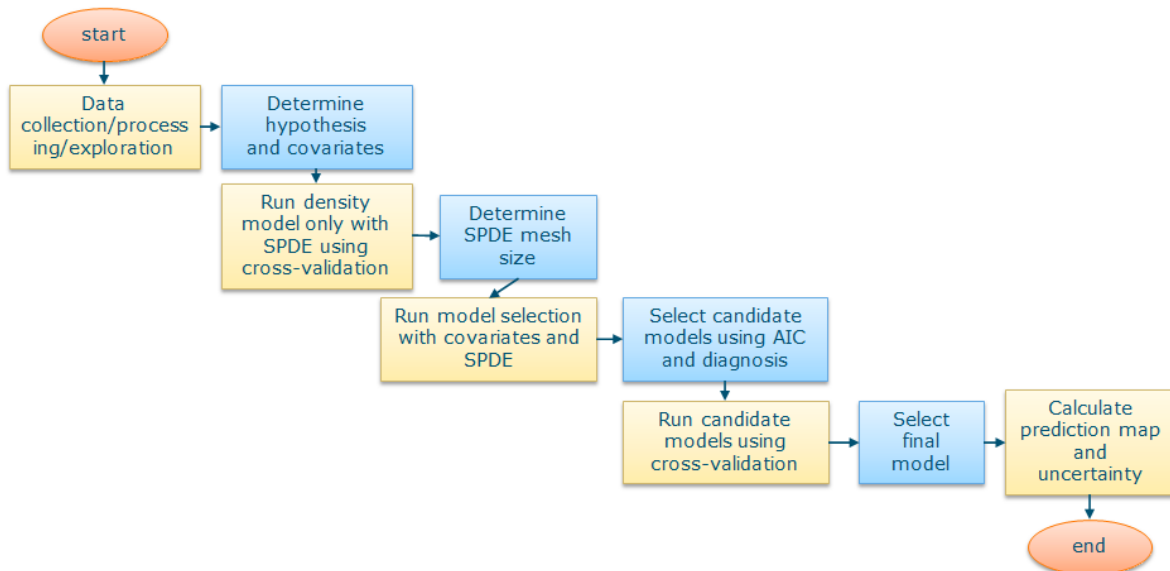 start
Data
collection/process
ing/exploration
Determine
hypothesis
and covariates
Run density
model only with
SPDE using
cross-validation
Determine
SPDE mesh
size
Run model selection
with covariates and
SPDE
Select candidate
models using AIC
and diagnosis
Run candidate
models using
cross-validation
Select
final
model
Calculate
prediction map
and
uncertainty
end